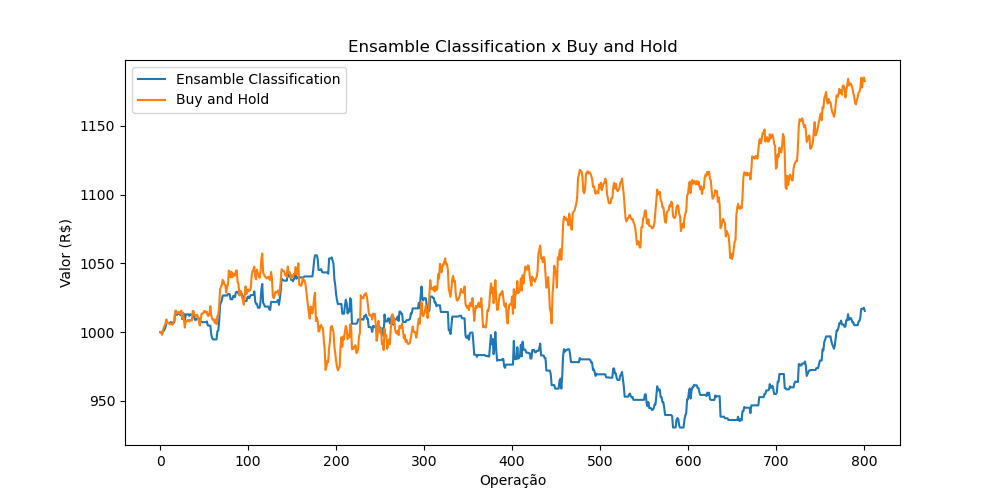 Ensamble Classification x Buy and Hold
Ensamble Classification
Buy and Hold
Valor (R$)
1150
1100
1050
1000
950
0 100 200 300 400 500 600 700 800
Operação